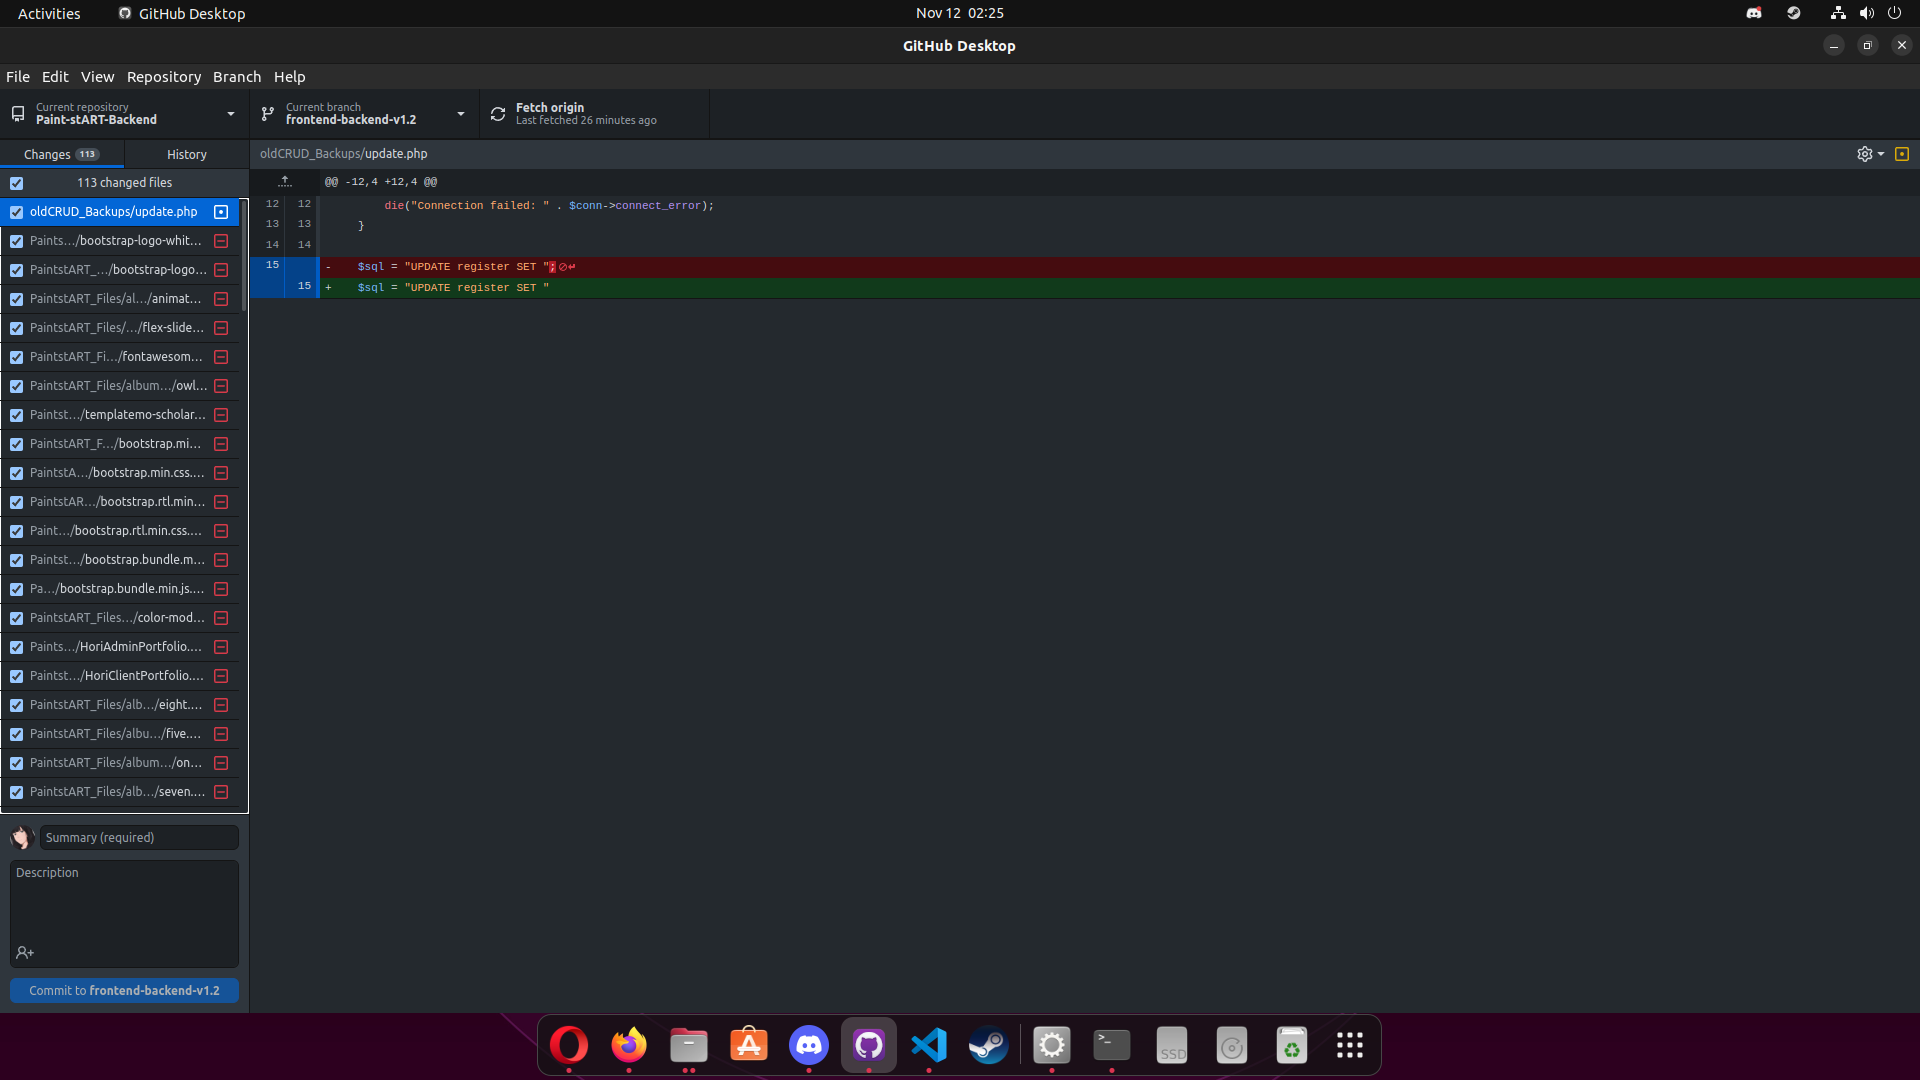 Activities
GitHub Desktop
Nov 12 02:25
GitHub Desktop
File Edit View Repository Branch Help
Current repository
Paint-stART-Backend
Current branch
frontend-backend-v1.2
Fetch origin
Last fetched 26 minutes ago
Changes 113
History
oldCRUD_Backups/update.php
113 changed files
oldCRUD_Backups/update.php
Paints…/bootstrap-logo-whit…
PaintstART_…/bootstrap-logo…
PaintstART_Files/al…/animat…
PaintstART_Files/…/flex-slide…
PaintstART_Fi…/fontawesom…
PaintstART_Files/album…/owl…
Paintst…/templatemo-scholar…
PaintstART_F…/bootstrap.mi…
PaintstA…/bootstrap.min.css.…
PaintstAR…/bootstrap.rtl.min…
Paint…/bootstrap.rtl.min.css.…
Paintst…/bootstrap.bundle.m…
Pa…/bootstrap.bundle.min.js.…
PaintstART_Files…/color-mod…
Paints…/HoriAdminPortfolio.…
Paintst…/HoriClientPortfolio.…
PaintstART_Files/alb…/eight.…
PaintstART_Files/albu…/five.…
PaintstART_Files/album…/on…
PaintstART_Files/alb…/seven.…
Summary (required)
Description
Commit to frontend-backend-v1.2
@@ -12,4 +12,4 @@
12 12 die("Connection failed: " . $conn->connect_error);
13 13 }
14 14
15 - $sql = "UPDATE register SET ";
15 + $sql = "UPDATE register SET "
>_
SSD